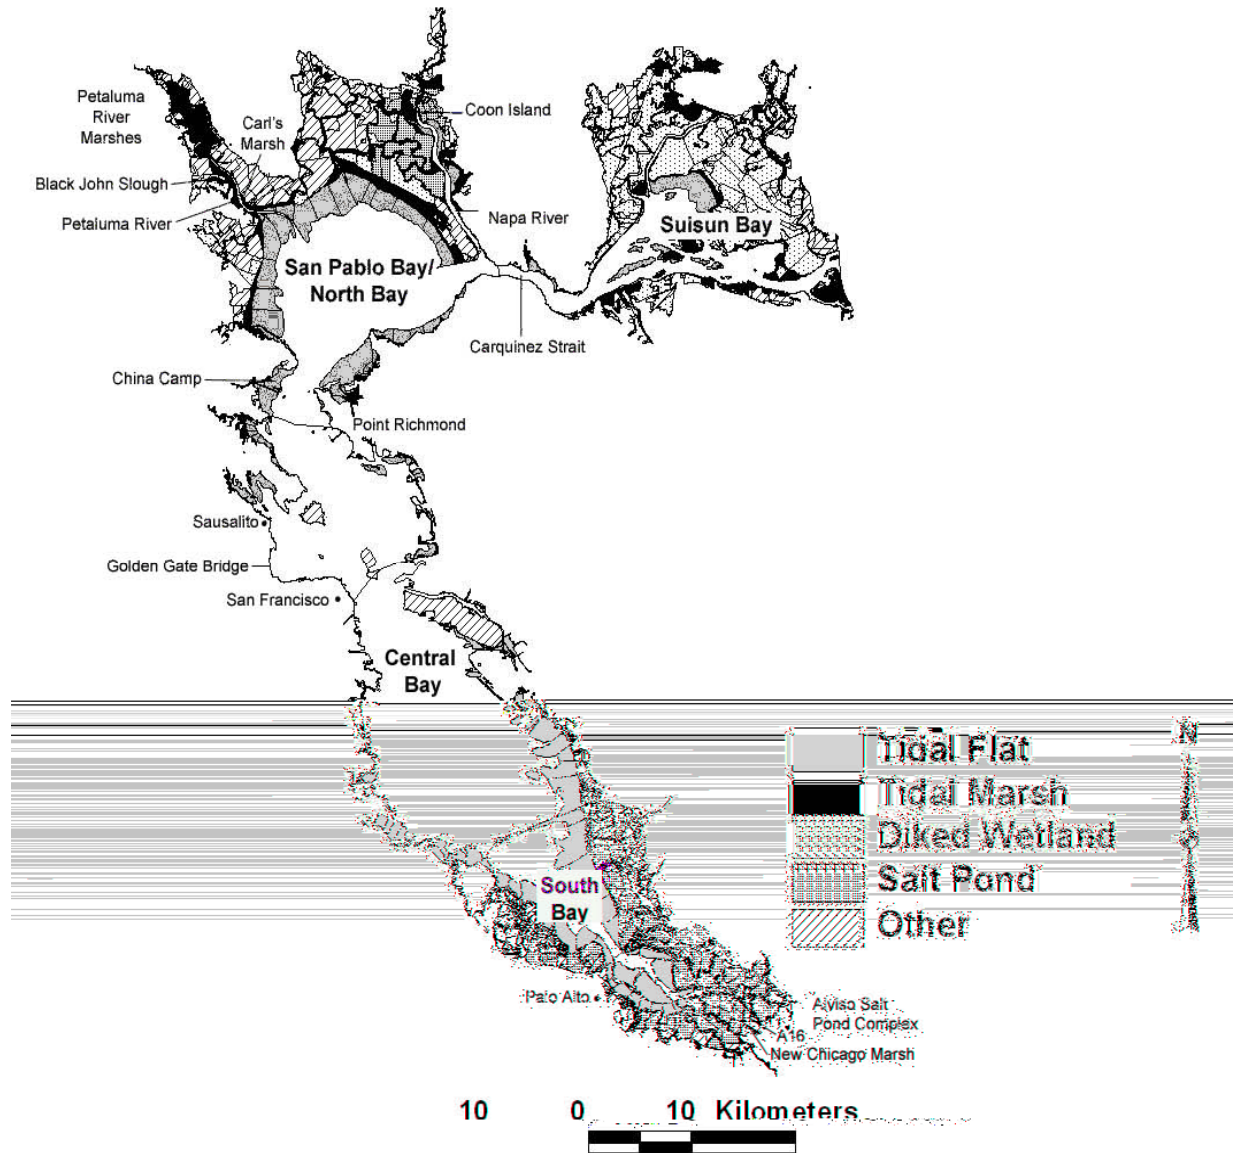 Petaluma
River
Marshes
Carl's
Marsh
Coon Island
Black John Slough
Petaluma River
Napa River
Suisun Bay
San Pablo Bay/
North Bay
Carquinez Strait
China Camp
Point Richmond
Sausalito
Golden Gate Bridge
San Francisco
Central
Bay
N
Tidal Flat
Tidal Marsh
Diked Wetland
Salt Pond
Other
South
Bay
Palo Alto
Alviso Salt
Pond Complex
A16
New Chicago Marsh
10 0 10 Kilometers